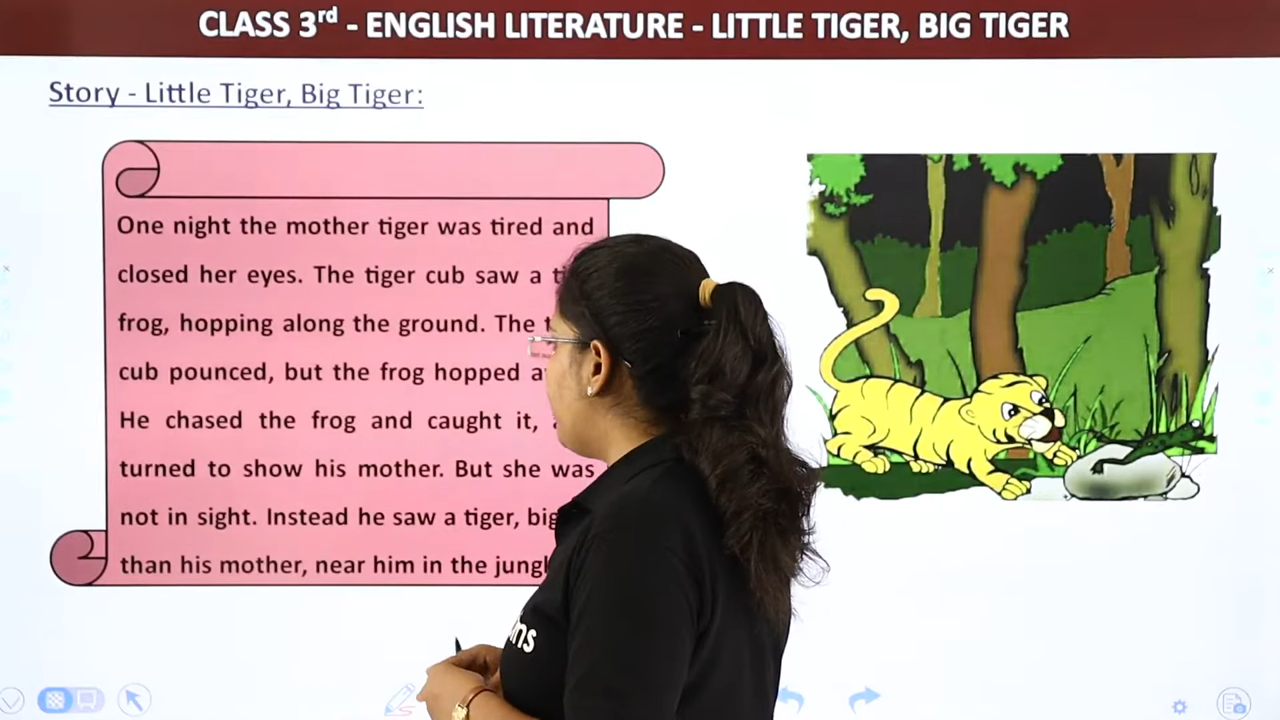 CLASS 3rd - ENGLISH LITERATURE - LITTLE TIGER, BIG TIGER
Story - Little Tiger, Big Tiger:
One night the mother tiger was tired and
closed her eyes. The tiger cub saw a
frog, hopping along the ground. The
cub pounced, but the frog hopped
He chased the frog and caught it,
turned to show his mother. But she was
not in sight. Instead he saw a tiger,
than his mother, near him in the